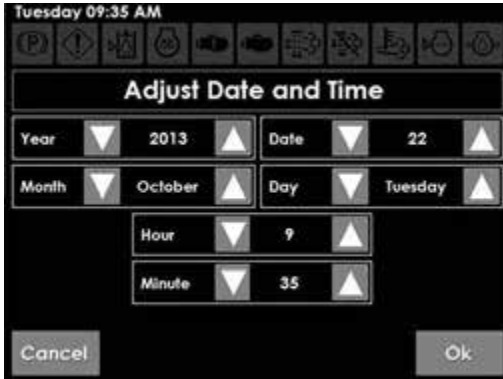 Tuesday 09:35 AM
(P)
Adjust Date and Time
Year 2013 Date 22
Month October Day Tuesday
Hour 9
Minute 35
Cancel Ok